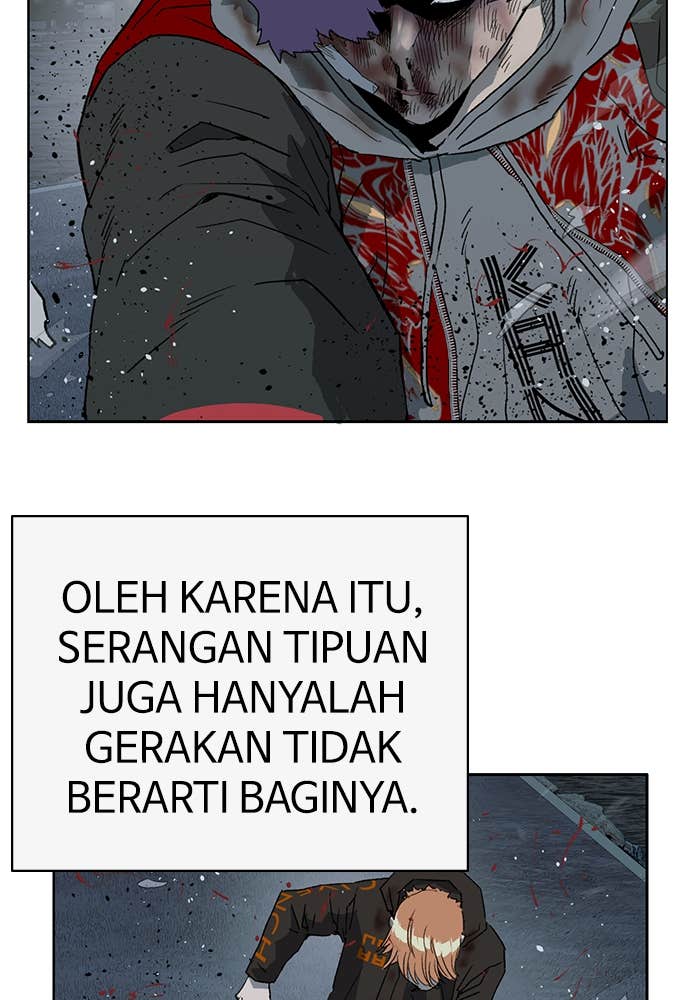 OLEH KARENA ITU,
SERANGAN TIPUAN
JUGA HANYALAH
GERAKAN TIDAK
BERARTI BAGINYA.